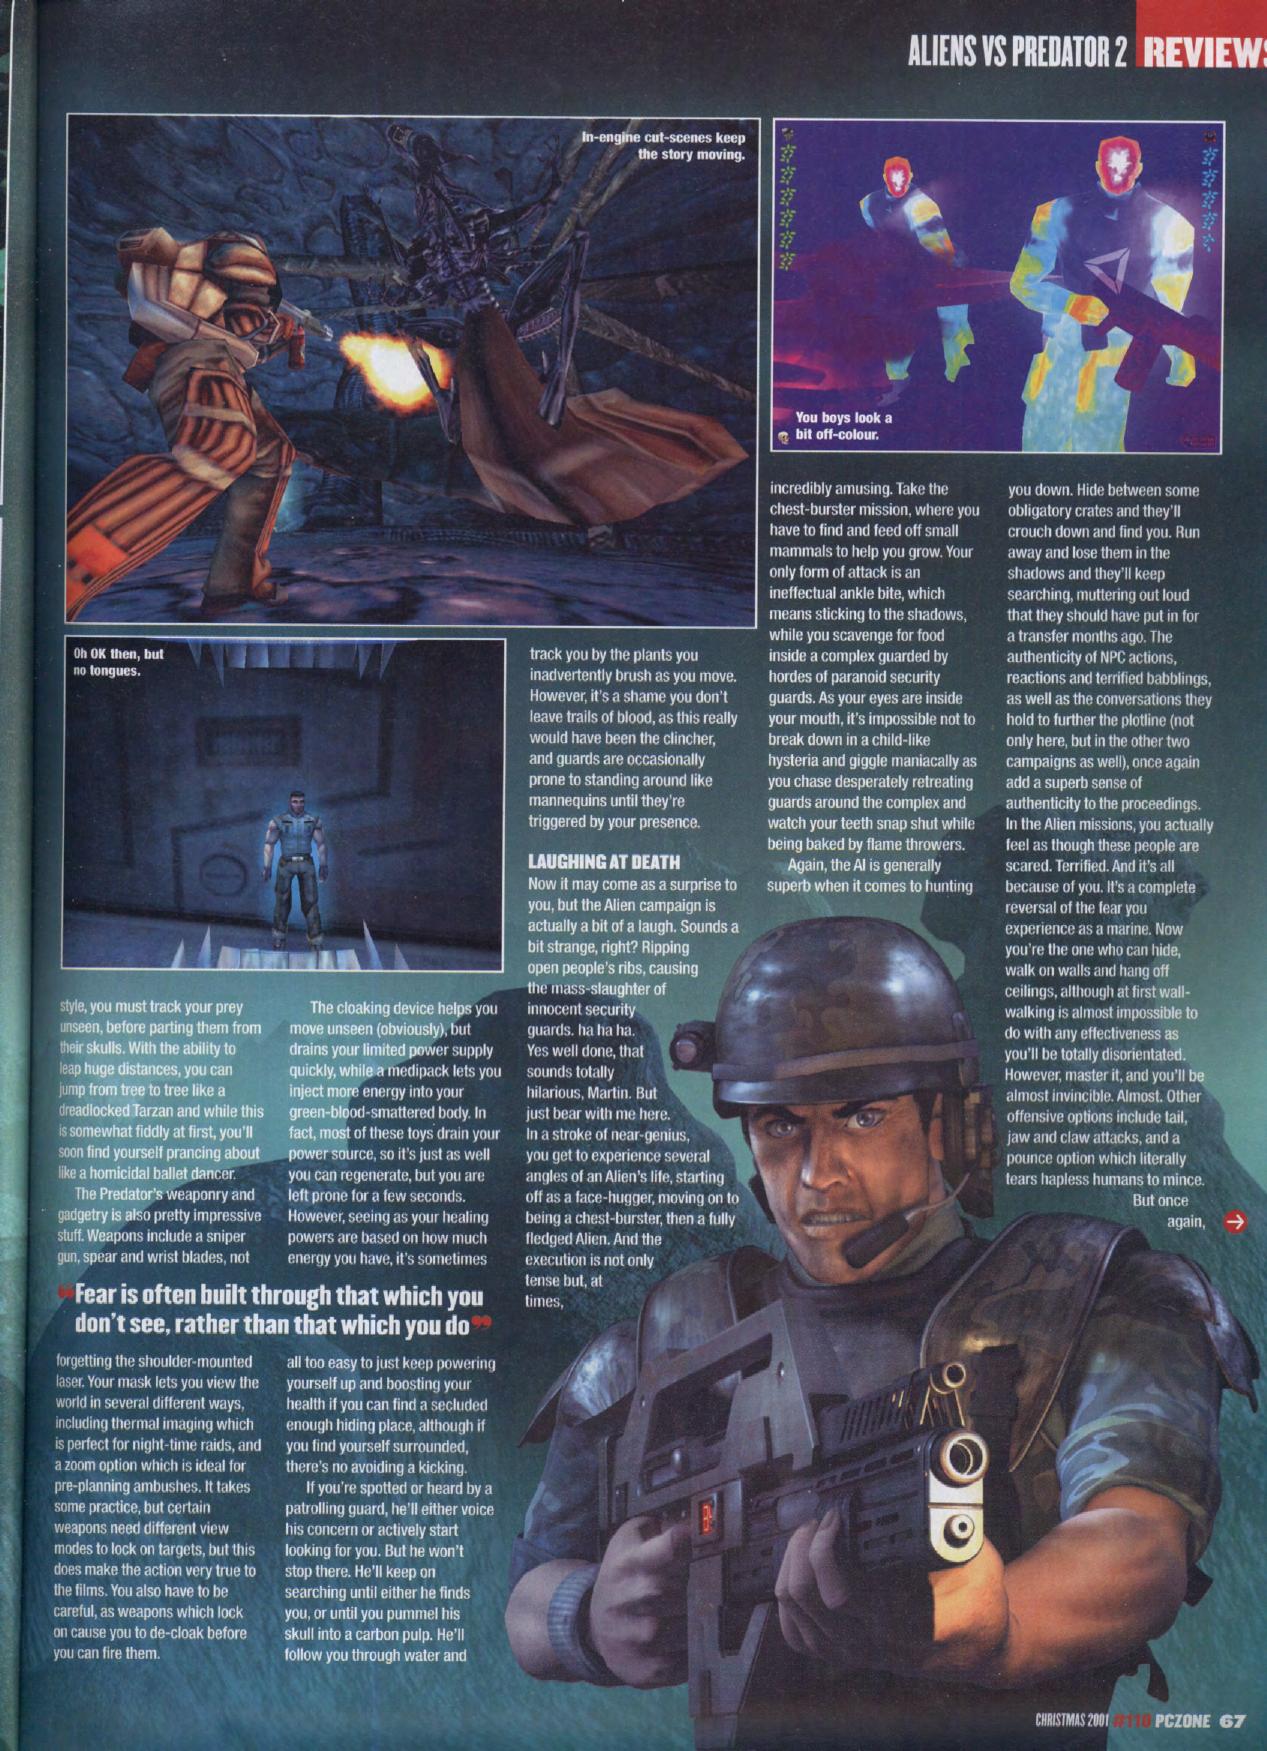 ALIENS VS PREDATOR 2 REVIEWS
In-engine cut-scenes keep
the story moving.
You boys look a
bit off-colour.
Oh OK then, but
no tongues.
style, you must track your prey
unseen, before parting them from
their skulls. With the ability to
leap huge distances, you can
jump from tree to tree like a
dreadlocked Tarzan and while this
is somewhat fiddly at first, you'll
soon find yourself prancing about
like a homicidal ballet dancer.
The Predator's weaponry and
gadgetry is also pretty impressive
stuff. Weapons include a sniper
gun, spear and wrist blades, not
"Fear is often built through that which you
don't see, rather than that which you do"
forgetting the shoulder-mounted
laser. Your mask lets you view the
world in several different ways,
including thermal imaging which
is perfect for night-time raids, and
a zoom option which is ideal for
pre-planning ambushes. It takes
some practice, but certain
weapons need different view
modes to lock on targets, but this
does make the action very true to
the films. You also have to be
careful, as weapons which lock
on cause you to de-cloak before
you can fire them.
The cloaking device helps you
move unseen (obviously), but
drains your limited power supply
quickly, while a medipack lets you
inject more energy into your
green-blood-smattered body. In
fact, most of these toys drain your
power source, so it's just as well
you can regenerate, but you are
left prone for a few seconds.
However, seeing as your healing
powers are based on how much
energy you have, it's sometimes
all too easy to just keep powering
yourself up and boosting your
health if you can find a secluded
enough hiding place, although if
you find yourself surrounded,
there's no avoiding a kicking.
If you're spotted or heard by a
patrolling guard, he'll either voice
his concern or actively start
looking for you. But he won't
stop there. He'll keep on
searching until either he finds
you, or until you pummel his
skull into a carbon pulp. He'll
follow you through water and
track you by the plants you
inadvertently brush as you move.
However, it's a shame you don't
leave trails of blood, as this really
would have been the clincher,
and guards are occasionally
prone to standing around like
mannequins until they're
triggered by your presence.
LAUGHING AT DEATH
Now it may come as a surprise to
you, but the Alien campaign is
actually a bit of a laugh. Sounds a
bit strange, right? Ripping
open people's ribs, causing
the mass-slaughter of
innocent security
guards. ha ha ha.
Yes well done, that
sounds totally
hilarious, Martin. But
just bear with me here.
In a stroke of near-genius,
you get to experience several
angles of an Alien's life, starting
off as a face-hugger, moving on to
being a chest-burster, then a fully
fledged Alien. And the
execution is not only
tense but, at
times,
incredibly amusing. Take the
chest-burster mission, where you
have to find and feed off small
mammals to help you grow. Your
only form of attack is an
ineffectual ankle bite, which
means sticking to the shadows,
while you scavenge for food
inside a complex guarded by
hordes of paranoid security
guards. As your eyes are inside
your mouth, it's impossible not to
break down in a child-like
hysteria and giggle maniacally as
you chase desperately retreating
guards around the complex and
watch your teeth snap shut while
being baked by flame throwers.
Again, the AI is generally
superb when it comes to hunting
you down. Hide between some
obligatory crates and they'll
crouch down and find you. Run
away and lose them in the
shadows and they'll keep
searching, muttering out loud
that they should have put in for
a transfer months ago. The
authenticity of NPC actions,
reactions and terrified babblings,
as well as the conversations they
hold to further the plotline (not
only here, but in the other two
campaigns as well), once again
add a superb sense of
authenticity to the proceedings.
In the Alien missions, you actually
feel as though these people are
scared. Terrified. And it's all
because of you. It's a complete
reversal of the fear you
experience as a marine. Now
you're the one who can hide,
walk on walls and hang off
ceilings, although at first wall-
walking is almost impossible to
do with any effectiveness as
you'll be totally disorientated.
However, master it, and you'll be
almost invincible. Almost. Other
offensive options include tail,
jaw and claw attacks, and a
pounce option which literally
tears hapless humans to mince.
But once
again,
CHRISTMAS 2001 #110 PCZONE 67